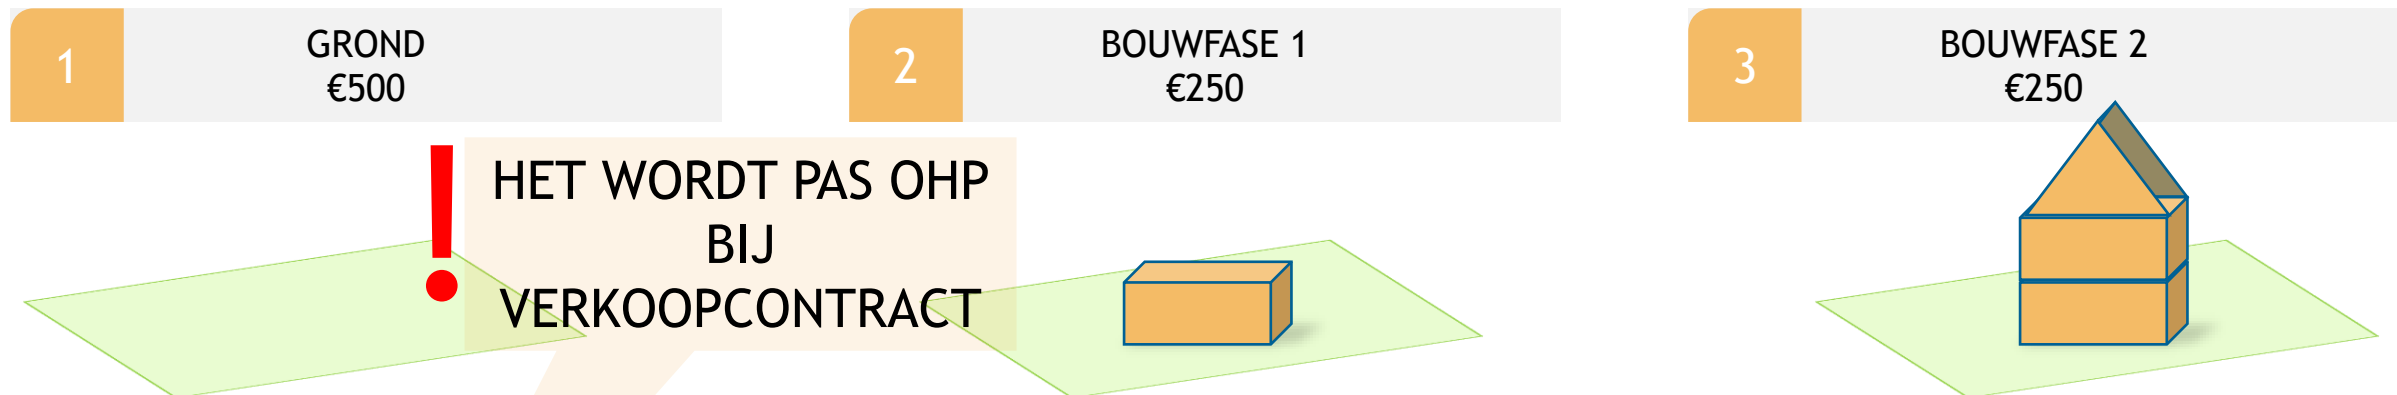 1
GROND
€500
2
BOUWFASE 1
€250
3
BOUWFASE 2
€250
!
HET WORDT PAS OHP
BIJ
VERKOOPCONTRACT